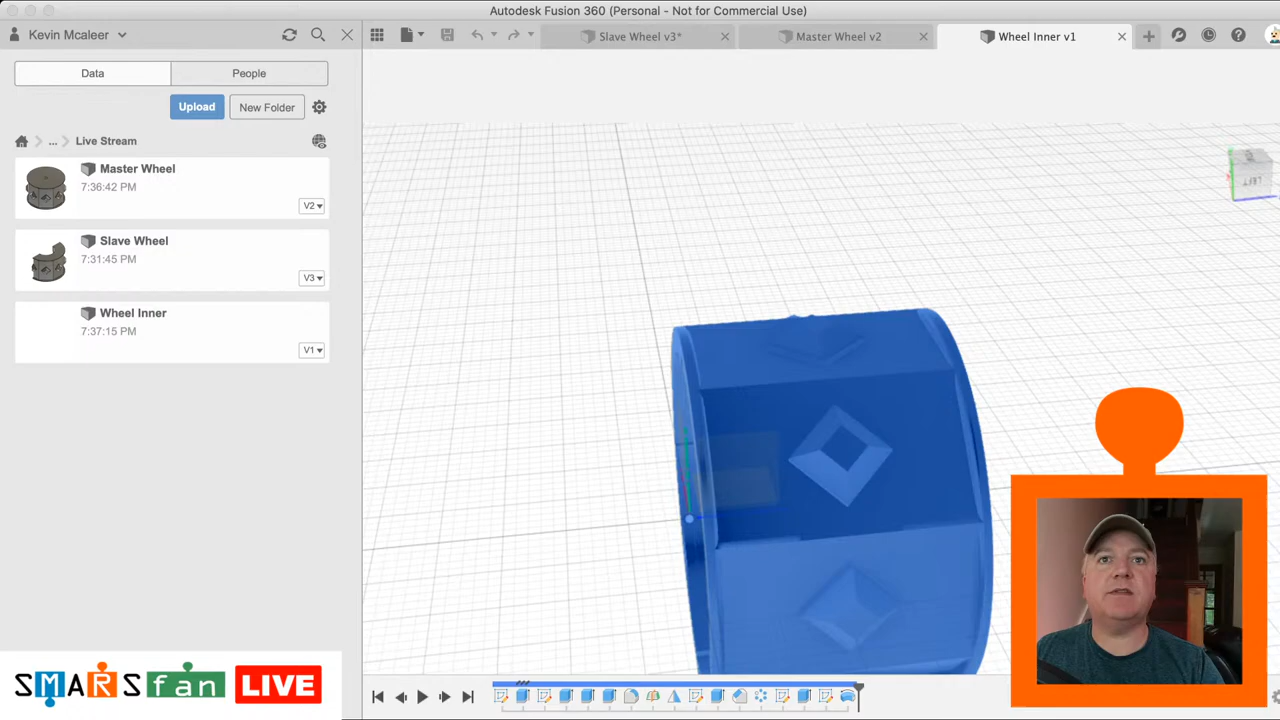 Autodesk Fusion 360 (Personal - Not for Commercial Use)
Kevin Mcaleer
Slave Wheel v3*
Master Wheel v2
Wheel Inner v1
Data
People
Upload
New Folder
... Live Stream
Master Wheel
7:36:42 PM
V2
Slave Wheel
7:31:45 PM
V3
Wheel Inner
7:37:15 PM
V1
LEFT
SMARSfan LIVE